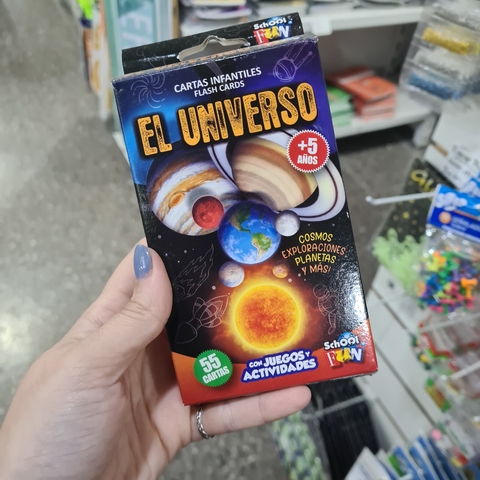 SCHOOL
FUN
CARTAS INFANTILES
FLASH CARDS
EL UNIVERSO
+5
AÑOS
COSMOS
EXPLORACIONES
PLANETAS
Y MÁS!
SCHOOL
FUN
55
CARTAS
CON JUEGOS Y
ACTIVIDADES